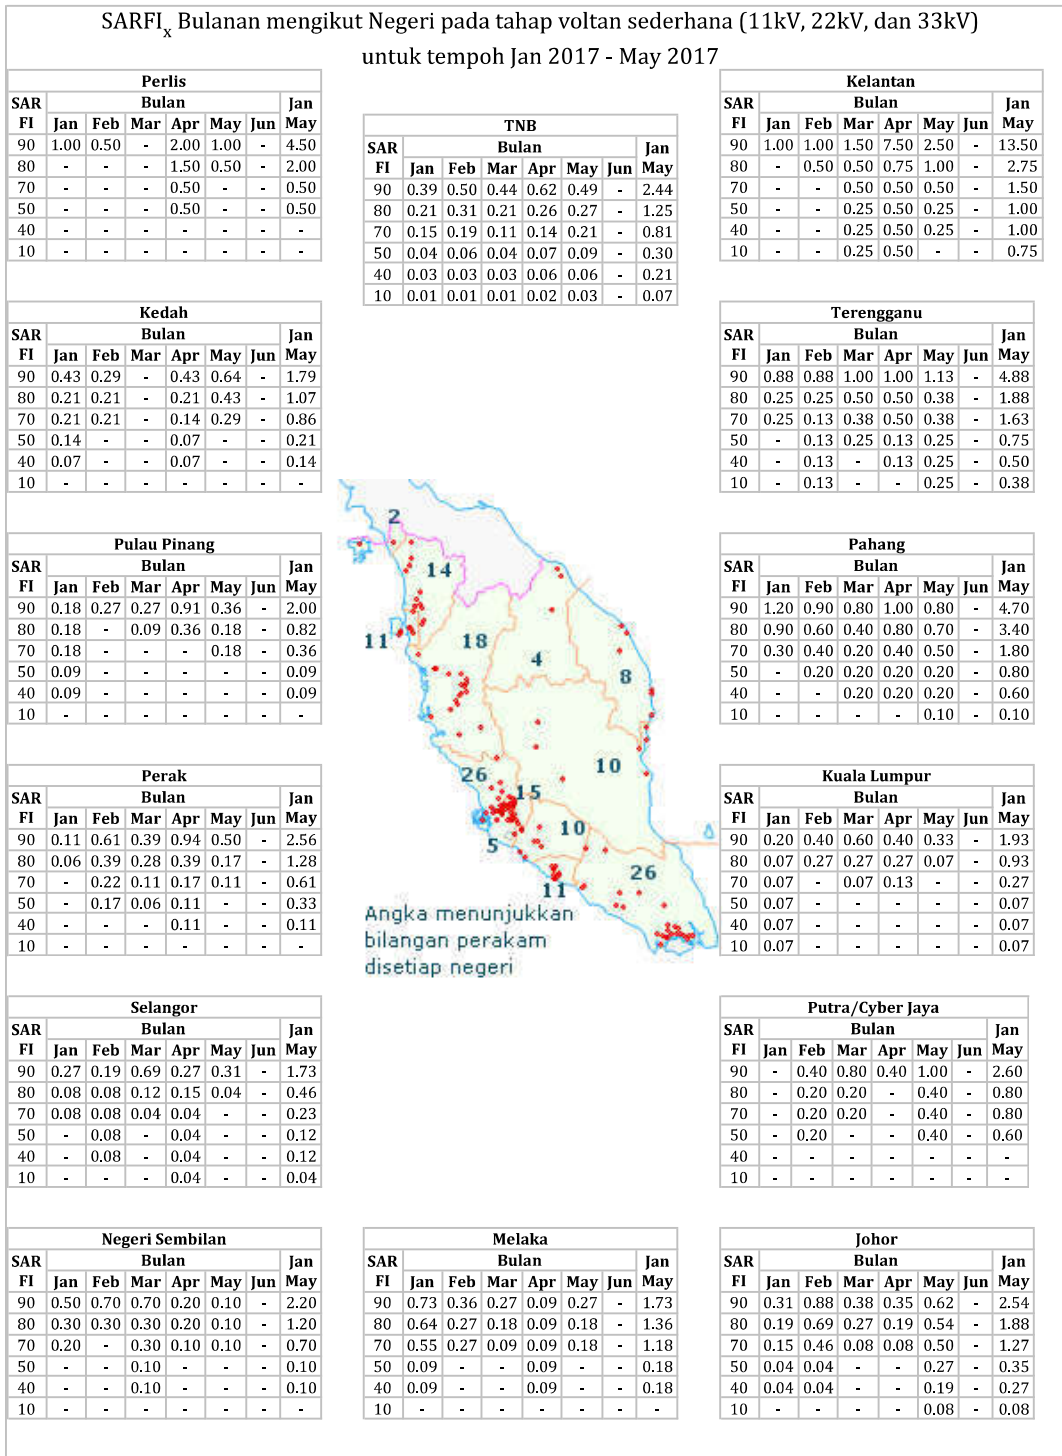 SARFIx Bulanan mengikut Negeri pada tahap voltan sederhana (11kV, 22kV, dan 33kV)
untuk tempoh Jan 2017 - May 2017
Perlis
SAR Bulan Jan
FI Jan Feb Mar Apr May Jun May
90 1.00 0.50 - 2.00 1.00 - 4.50
80 - - - 1.50 0.50 - 2.00
70 - - - 0.50 - - 0.50
50 - - - 0.50 - - 0.50
40 - - - - - - -
10 - - - - - - -
TNB
SAR Bulan Jan
FI Jan Feb Mar Apr May Jun May
90 0.39 0.50 0.44 0.62 0.49 - 2.44
80 0.21 0.31 0.21 0.26 0.27 - 1.25
70 0.15 0.19 0.11 0.14 0.21 - 0.81
50 0.04 0.06 0.04 0.07 0.09 - 0.30
40 0.03 0.03 0.03 0.06 0.06 - 0.21
10 0.01 0.01 0.01 0.02 0.03 - 0.07
Kelantan
SAR Bulan Jan
FI Jan Feb Mar Apr May Jun May
90 1.00 1.00 1.50 7.50 2.50 - 13.50
80 - 0.50 0.50 0.75 1.00 - 2.75
70 - - 0.50 0.50 0.50 - 1.50
50 - - 0.25 0.50 0.25 - 1.00
40 - - 0.25 0.50 0.25 - 1.00
10 - - 0.25 0.50 - - 0.75
Kedah
SAR Bulan Jan
FI Jan Feb Mar Apr May Jun May
90 0.43 0.29 - 0.43 0.64 - 1.79
80 0.21 0.21 - 0.21 0.43 - 1.07
70 0.21 0.21 - 0.14 0.29 - 0.86
50 0.14 - - 0.07 - - 0.21
40 0.07 - - 0.07 - - 0.14
10 - - - - - - -
Terengganu
SAR Bulan Jan
FI Jan Feb Mar Apr May Jun May
90 0.88 0.88 1.00 1.00 1.13 - 4.88
80 0.25 0.25 0.50 0.50 0.38 - 1.88
70 0.25 0.13 0.38 0.50 0.38 - 1.63
50 - 0.13 0.25 0.13 0.25 - 0.75
40 - 0.13 - 0.13 0.25 - 0.50
10 - 0.13 - - 0.25 - 0.38
Pulau Pinang
SAR Bulan Jan
FI Jan Feb Mar Apr May Jun May
90 0.18 0.27 0.27 0.91 0.36 - 2.00
80 0.18 - 0.09 0.36 0.18 - 0.82
70 0.18 - - - 0.18 - 0.36
50 0.09 - - - - - 0.09
40 0.09 - - - - - 0.09
10 - - - - - - -
2
14
11
18
4
8
10
26
15
10
5
26
11
Angka menunjukkan
bilangan perakam
disetiap negeri
Pahang
SAR Bulan Jan
FI Jan Feb Mar Apr May Jun May
90 1.20 0.90 0.80 1.00 0.80 - 4.70
80 0.90 0.60 0.40 0.80 0.70 - 3.40
70 0.30 0.40 0.20 0.40 0.50 - 1.80
50 - 0.20 0.20 0.20 0.20 - 0.80
40 - - 0.20 0.20 0.20 - 0.60
10 - - - - 0.10 - 0.10
Perak
SAR Bulan Jan
FI Jan Feb Mar Apr May Jun May
90 0.11 0.61 0.39 0.94 0.50 - 2.56
80 0.06 0.39 0.28 0.39 0.17 - 1.28
70 - 0.22 0.11 0.17 0.11 - 0.61
50 - 0.17 0.06 0.11 - - 0.33
40 - - - 0.11 - - 0.11
10 - - - - - - -
Kuala Lumpur
SAR Bulan Jan
FI Jan Feb Mar Apr May Jun May
90 0.20 0.40 0.60 0.40 0.33 - 1.93
80 0.07 0.27 0.27 0.27 0.07 - 0.93
70 0.07 - 0.07 0.13 - - 0.27
50 0.07 - - - - - 0.07
40 0.07 - - - - - 0.07
10 0.07 - - - - - 0.07
Selangor
SAR Bulan Jan
FI Jan Feb Mar Apr May Jun May
90 0.27 0.19 0.69 0.27 0.31 - 1.73
80 0.08 0.08 0.12 0.15 0.04 - 0.46
70 0.08 0.08 0.04 0.04 - - 0.23
50 - 0.08 - 0.04 - - 0.12
40 - 0.08 - 0.04 - - 0.12
10 - - - 0.04 - - 0.04
Putra/Cyber Jaya
SAR Bulan Jan
FI Jan Feb Mar Apr May Jun May
90 - 0.40 0.80 0.40 1.00 - 2.60
80 - 0.20 0.20 - 0.40 - 0.80
70 - 0.20 0.20 - 0.40 - 0.80
50 - 0.20 - - 0.40 - 0.60
40 - - - - - - -
10 - - - - - - -
Negeri Sembilan
SAR Bulan Jan
FI Jan Feb Mar Apr May Jun May
90 0.50 0.70 0.70 0.20 0.10 - 2.20
80 0.30 0.30 0.30 0.20 0.10 - 1.20
70 0.20 - 0.30 0.10 0.10 - 0.70
50 - - 0.10 - - - 0.10
40 - - 0.10 - - - 0.10
10 - - - - - - -
Melaka
SAR Bulan Jan
FI Jan Feb Mar Apr May Jun May
90 0.73 0.36 0.27 0.09 0.27 - 1.73
80 0.64 0.27 0.18 0.09 0.18 - 1.36
70 0.55 0.27 0.09 0.09 0.18 - 1.18
50 0.09 - - 0.09 - - 0.18
40 0.09 - - 0.09 - - 0.18
10 - - - - - - -
Johor
SAR Bulan Jan
FI Jan Feb Mar Apr May Jun May
90 0.31 0.88 0.38 0.35 0.62 - 2.54
80 0.19 0.69 0.27 0.19 0.54 - 1.88
70 0.15 0.46 0.08 0.08 0.50 - 1.27
50 0.04 0.04 - - 0.27 - 0.35
40 0.04 0.04 - - 0.19 - 0.27
10 - - - - 0.08 - 0.08